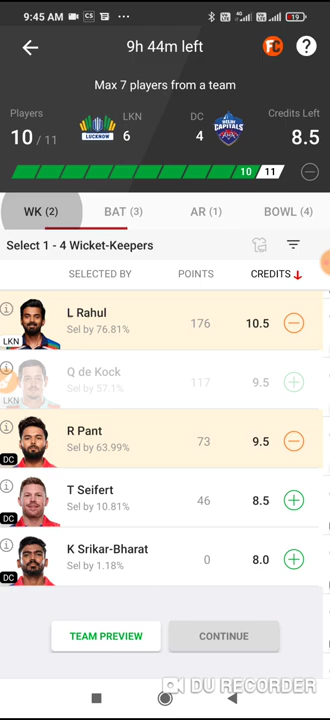 9:45 AM
19
9h 44m left
FC
?
Max 7 players from a team
Players
10 / 11
LUCKNOW
LKN
6
DC
4
DELHI
CAPITALS
Credits Left
8.5
10 11
WK (2) BAT (3) AR (1) BOWL (4)
Select 1 - 4 Wicket-Keepers
SELECTED BY POINTS CREDITS
L Rahul
Sel by 76.81%
176 10.5
LKN
Q de Kock
Sel by 57.1%
117 9.5
LKN
R Pant
Sel by 63.99%
73 9.5
DC
T Seifert
Sel by 10.81%
46 8.5
DC
K Srikar-Bharat
Sel by 1.18%
0 8.0
DC
TEAM PREVIEW CONTINUE
DU RECORDER